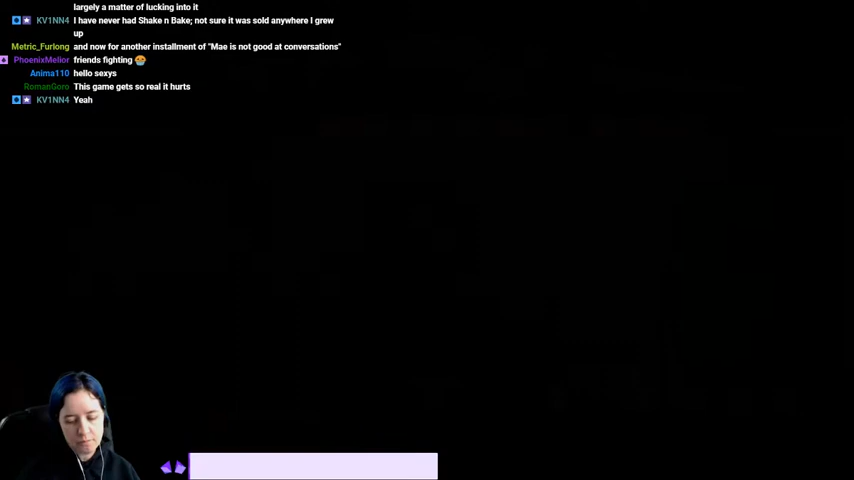 largely a matter of lucking into it
KV1NN4 I have never had Shake n Bake; not sure it was sold anywhere I grew
up
Metric_Furlong and now for another installment of "Mae is not good at conversations"
PhoenixMelior friends fighting
Anima110 hello sexys
RomanGoro This game gets so real it hurts
KV1NN4 Yeah